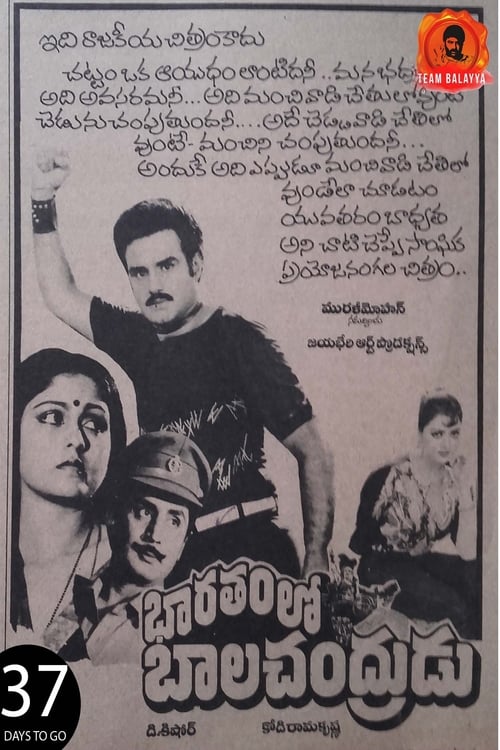 TEAM BALAYYA
ఇది రాజకీయ చిత్రంకాదు
చట్టం ఒక ఆయుధం లాంటిదనీ.. మన భద్ర
అది అవసరమనీ... అది మంచివాడి చేతులోవుంటే
చెడును చంపుతుందనీ.... అదే చెడ్డవాడి చేతిలో
వుంటే- మంచిని చంపుతుందనీ...
అందుకే అది ఎప్పుడూ మంచివాడి చేతిలో
వుండేలా చూడటం
యువతరం బాధ్యత
అని చాటి చెప్పే సాంఘిక
ప్రయోజనంగల చిత్రం..
మురళీమోహన్
సమర్పించు
జయభేరి ఆర్ట్ ప్రొడక్షన్స్
భారతంలో
బాలచంద్రుడు
డి.కిషోర్ కోడిరామకృష్ణ
37
DAYS TO GO